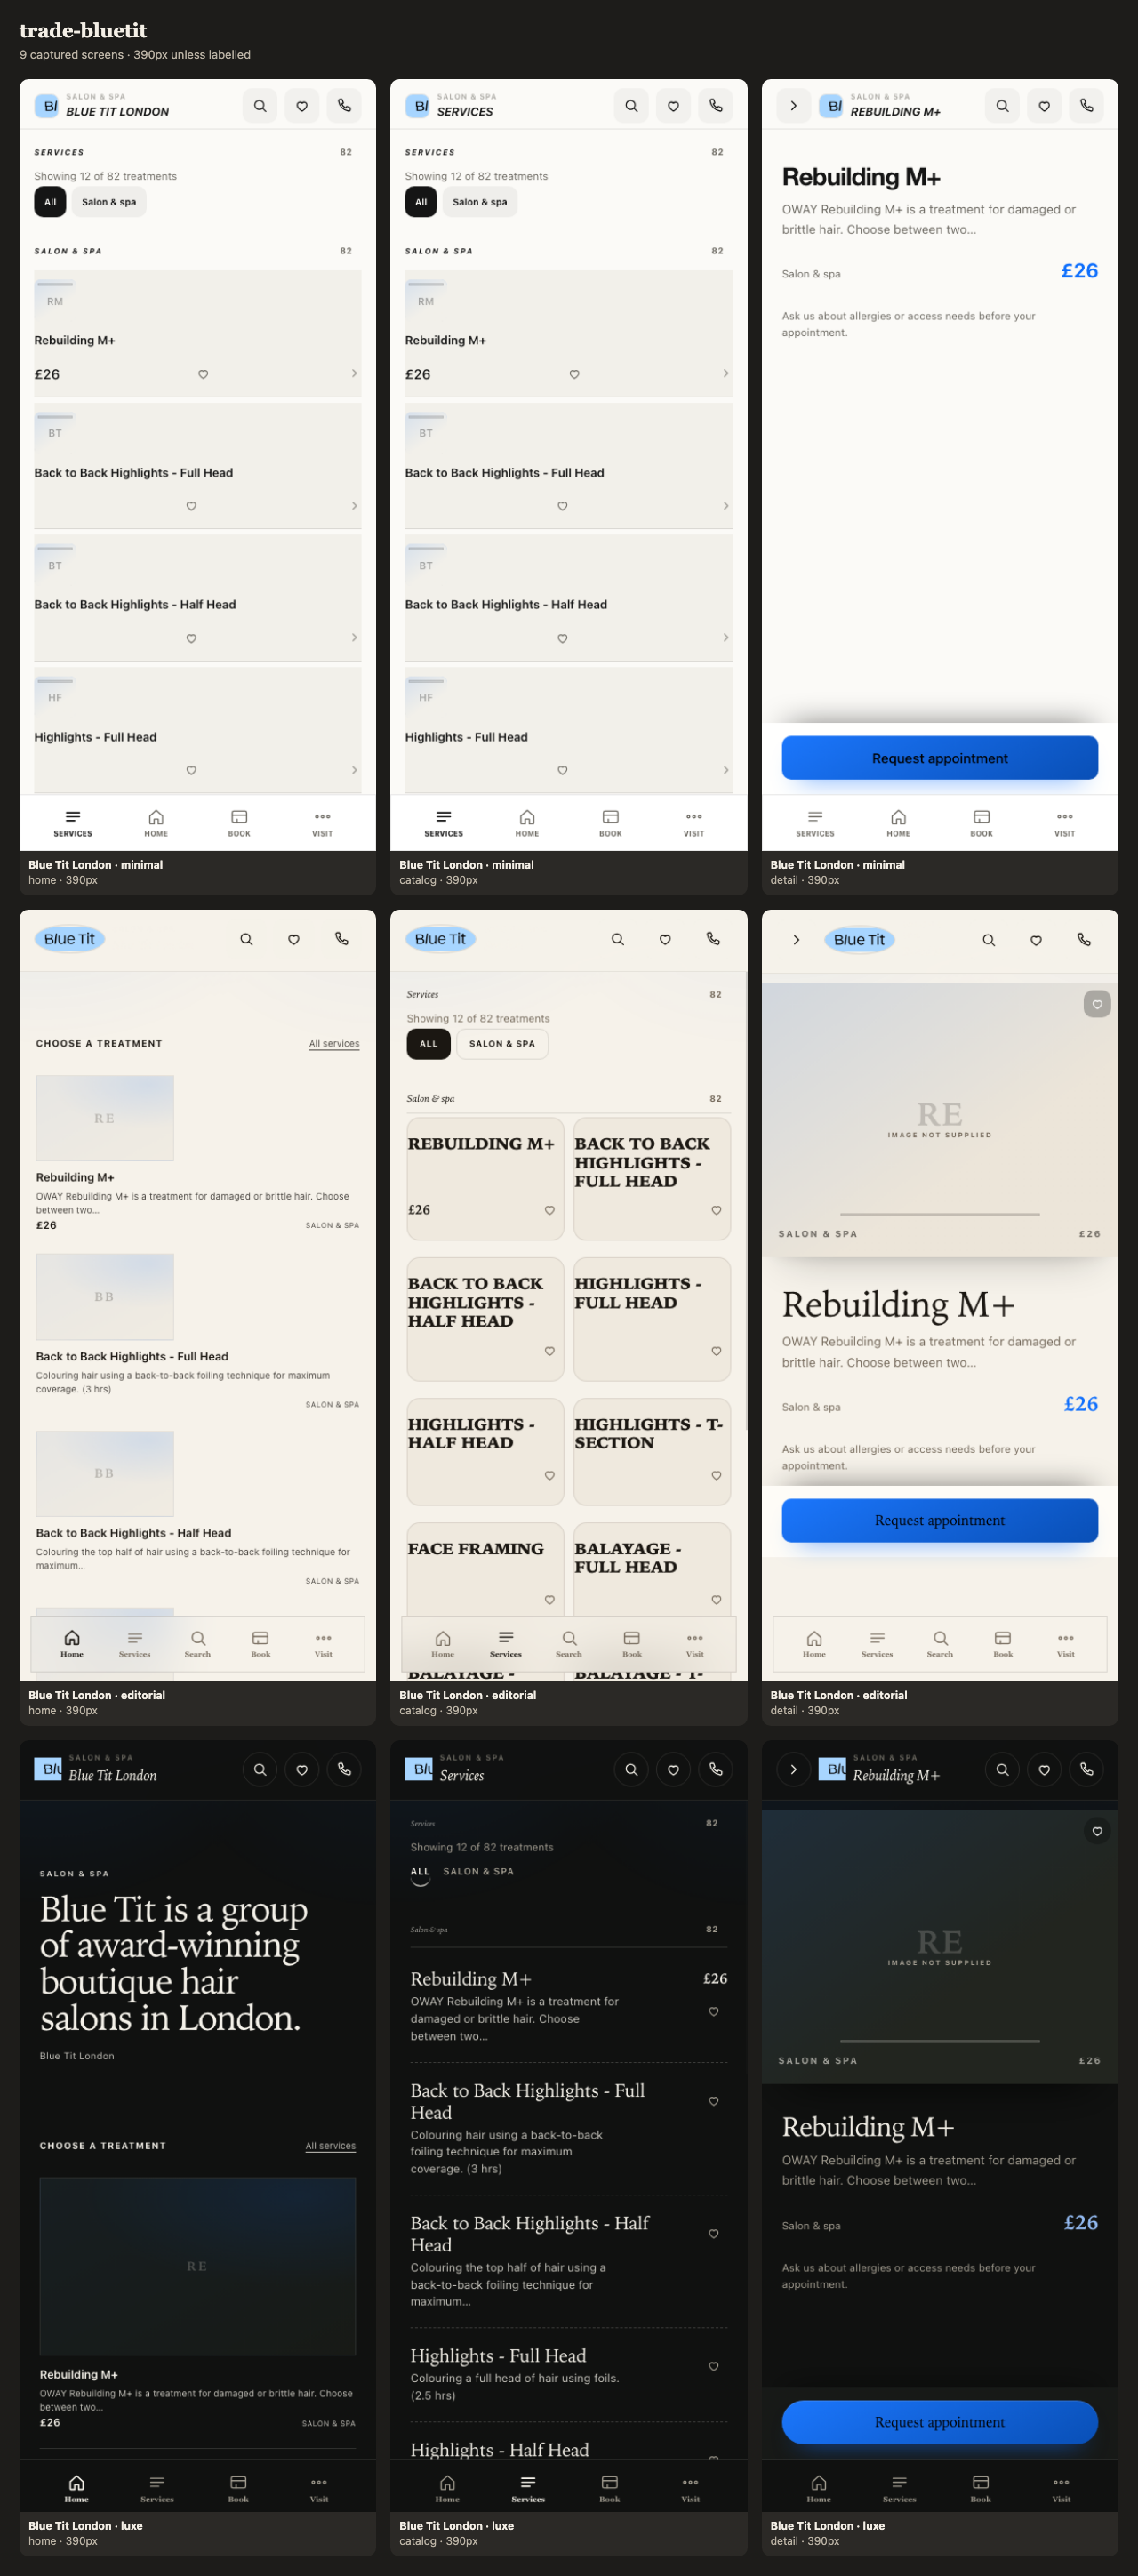 trade-bluetit
9 captured screens · 390px unless labelled
Bl
SALON & SPA
BLUE TIT LONDON
SERVICES
82
Showing 12 of 82 treatments
All
Salon & spa
SALON & SPA
82
RM
Rebuilding M+
£26
BT
Back to Back Highlights - Full Head
BT
Back to Back Highlights - Half Head
HF
Highlights - Full Head
SERVICES
HOME
BOOK
VISIT
Blue Tit London · minimal
home · 390px
Bl
SALON & SPA
SERVICES
SERVICES
82
Showing 12 of 82 treatments
All
Salon & spa
SALON & SPA
82
RM
Rebuilding M+
£26
BT
Back to Back Highlights - Full Head
BT
Back to Back Highlights - Half Head
HF
Highlights - Full Head
SERVICES
HOME
BOOK
VISIT
Blue Tit London · minimal
catalog · 390px
Bl
SALON & SPA
REBUILDING M+
Rebuilding M+
OWAY Rebuilding M+ is a treatment for damaged or
brittle hair. Choose between two...
Salon & spa
£26
Ask us about allergies or access needs before your
appointment.
Request appointment
SERVICES
HOME
BOOK
VISIT
Blue Tit London · minimal
detail · 390px
Blue Tit
CHOOSE A TREATMENT
All services
RE
Rebuilding M+
OWAY Rebuilding M+ is a treatment for damaged or brittle hair. Choose
between two...
£26
SALON & SPA
BB
Back to Back Highlights - Full Head
Colouring hair using a back-to-back foiling technique for maximum
coverage. (3 hrs)
SALON & SPA
BB
Back to Back Highlights - Half Head
Colouring the top half of hair using a back-to-back foiling technique for
maximum...
SALON & SPA
Home
Services
Search
Book
Visit
Blue Tit London · editorial
home · 390px
Blue Tit
Services
82
Showing 12 of 82 treatments
ALL
SALON & SPA
Salon & spa
82
REBUILDING M+
£26
BACK TO BACK
HIGHLIGHTS -
FULL HEAD
BACK TO BACK
HIGHLIGHTS -
HALF HEAD
HIGHLIGHTS -
FULL HEAD
HIGHLIGHTS -
HALF HEAD
HIGHLIGHTS - T-
SECTION
FACE FRAMING
BALAYAGE -
FULL HEAD
Home
Services
Search
Book
Visit
BALAYAGE -
BALAYAGE - T-
Blue Tit London · editorial
catalog · 390px
Blue Tit
RE
IMAGE NOT SUPPLIED
SALON & SPA
£26
Rebuilding M+
OWAY Rebuilding M+ is a treatment for damaged or
brittle hair. Choose between two...
Salon & spa
£26
Ask us about allergies or access needs before your
appointment.
Request appointment
Home
Services
Search
Book
Visit
Blue Tit London · editorial
detail · 390px
Blu
SALON & SPA
Blue Tit London
SALON & SPA
Blue Tit is a group
of award-winning
boutique hair
salons in London.
Blue Tit London
CHOOSE A TREATMENT
All services
RE
Rebuilding M+
OWAY Rebuilding M+ is a treatment for damaged or brittle hair. Choose
between two...
£26
SALON & SPA
Home
Services
Book
Visit
Blue Tit London · luxe
home · 390px
Blu
SALON & SPA
Services
Services
82
Showing 12 of 82 treatments
ALL
SALON & SPA
Salon & spa
82
Rebuilding M+
£26
OWAY Rebuilding M+ is a treatment for
damaged or brittle hair. Choose
between two...
Back to Back Highlights - Full
Head
Colouring hair using a back-to-back
foiling technique for maximum
coverage. (3 hrs)
Back to Back Highlights - Half
Head
Colouring the top half of hair using a
back-to-back foiling technique for
maximum...
Highlights - Full Head
Colouring a full head of hair using foils.
(2.5 hrs)
Highlights - Half Head
Home
Services
Book
Visit
Blue Tit London · luxe
catalog · 390px
Blu
SALON & SPA
Rebuilding M+
RE
IMAGE NOT SUPPLIED
SALON & SPA
£26
Rebuilding M+
OWAY Rebuilding M+ is a treatment for damaged or
brittle hair. Choose between two...
Salon & spa
£26
Ask us about allergies or access needs before your
appointment.
Request appointment
Home
Services
Book
Visit
Blue Tit London · luxe
detail · 390px